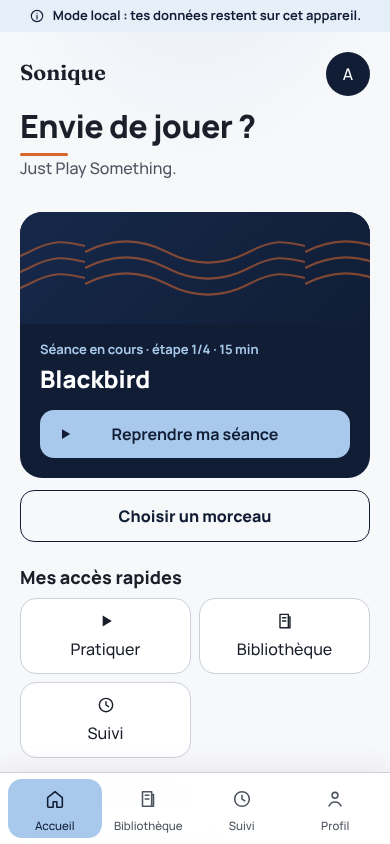 Mode local : tes données restent sur cet appareil.
Sonique
A
Envie de jouer ?
Just Play Something.
Séance en cours · étape 1/4 · 15 min
Blackbird
Reprendre ma séance
Choisir un morceau
Mes accès rapides
Pratiquer
Bibliothèque
Suivi
Accueil
Bibliothèque
Suivi
Profil